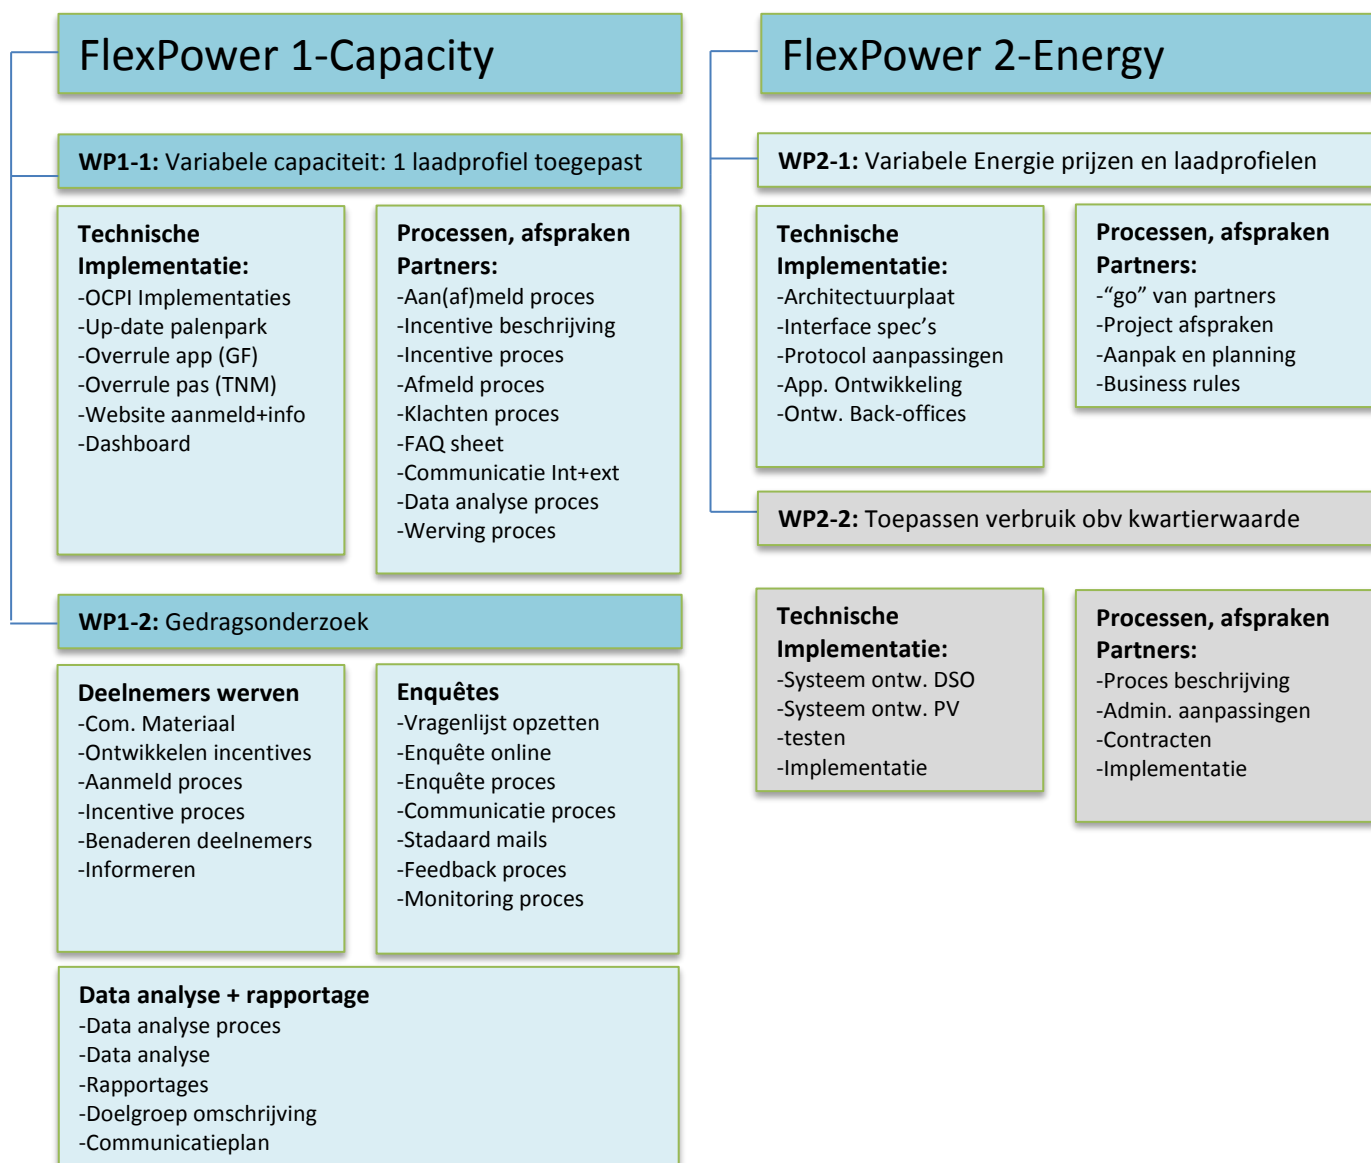 FlexPower 1-Capacity
WP1-1: Variabele capaciteit: 1 laadprofiel toegepast
Technische
Implementatie:
-OCPI Implementaties
-Up-date palenpark
-Overrule app (GF)
-Overrule pas (TNM)
-Website aanmeld+info
-Dashboard
Processen, afspraken
Partners:
-Aan(af)meld proces
-Incentive beschrijving
-Incentive proces
-Afmeld proces
-Klachten proces
-FAQ sheet
-Communicatie Int+ext
-Data analyse proces
-Werving proces
WP1-2: Gedragsonderzoek
Deelnemers werven
-Com. Materiaal
-Ontwikkelen incentives
-Aanmeld proces
-Incentive proces
-Benaderen deelnemers
-Informeren
Enquêtes
-Vragenlijst opzetten
-Enquête online
-Enquête proces
-Communicatie proces
-Stadaard mails
-Feedback proces
-Monitoring proces
Data analyse + rapportage
-Data analyse proces
-Data analyse
-Rapportages
-Doelgroep omschrijving
-Communicatieplan
FlexPower 2-Energy
WP2-1: Variabele Energie prijzen en laadprofielen
Technische
Implementatie:
-Architectuurplaat
-Interface spec’s
-Protocol aanpassingen
-App. Ontwikkeling
-Ontw. Back-offices
Processen, afspraken
Partners:
-“go” van partners
-Project afspraken
-Aanpak en planning
-Business rules
WP2-2: Toepassen verbruik obv kwartierwaarde
Technische
Implementatie:
-Systeem ontw. DSO
-Systeem ontw. PV
-testen
-Implementatie
Processen, afspraken
Partners:
-Proces beschrijving
-Admin. aanpassingen
-Contracten
-Implementatie